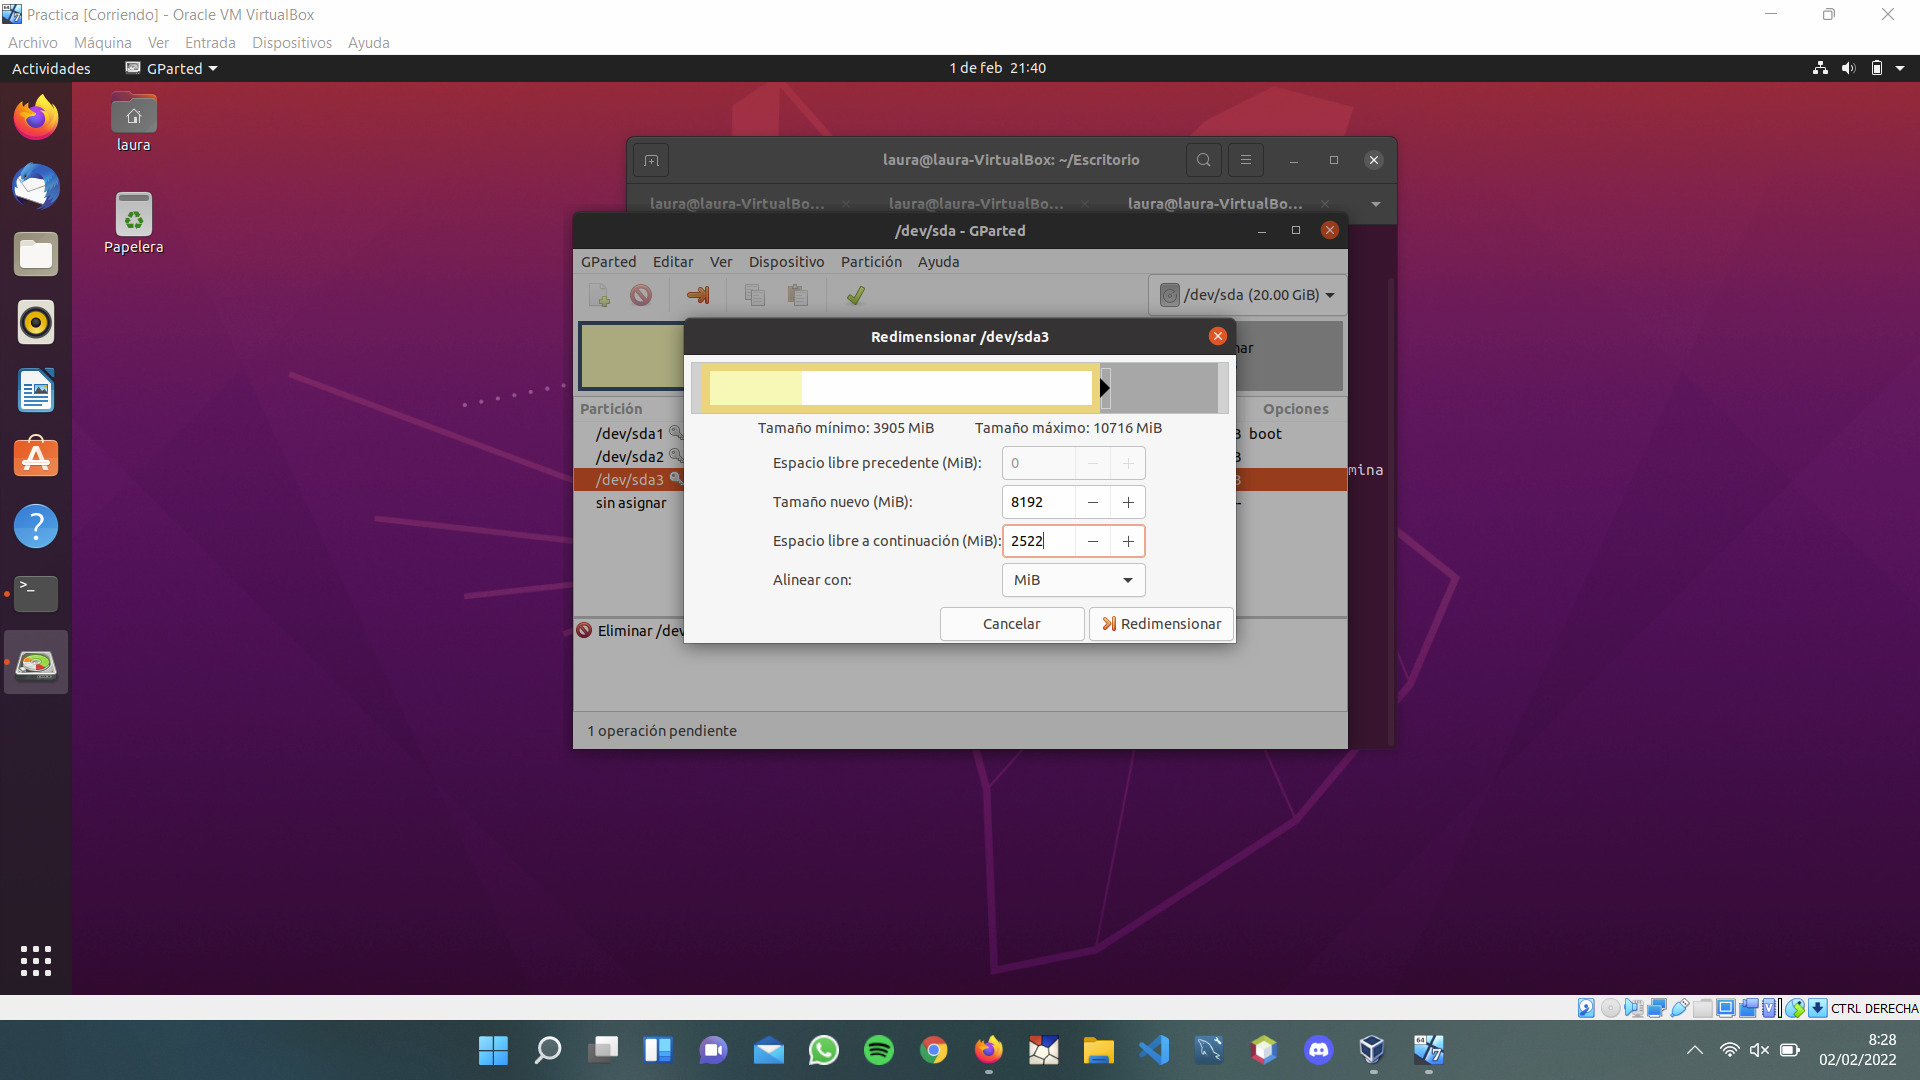 Practica [Corriendo] - Oracle VM VirtualBox
Archivo Máquina Ver Entrada Dispositivos Ayuda
Actividades GParted 1 de feb 21:40
laura
Papelera
laura@laura-VirtualBox: ~/Escritorio
laura@laura-VirtualBo... laura@laura-VirtualBo... laura@laura-VirtualBo...
/dev/sda - GParted
GParted Editar Ver Dispositivo Partición Ayuda
/dev/sda (20.00 GiB)
nar
Redimensionar /dev/sda3
Partición Opciones
/dev/sda1 boot
/dev/sda2
/dev/sda3
mina
sin asignar
Tamaño mínimo: 3905 MiB Tamaño máximo: 10716 MiB
Espacio libre precedente (MiB): 0
Tamaño nuevo (MiB): 8192
Espacio libre a continuación (MiB): 2522
Alinear con: MiB
Cancelar Redimensionar
Eliminar /dev
1 operación pendiente
CTRL DERECHA
8:28
02/02/2022